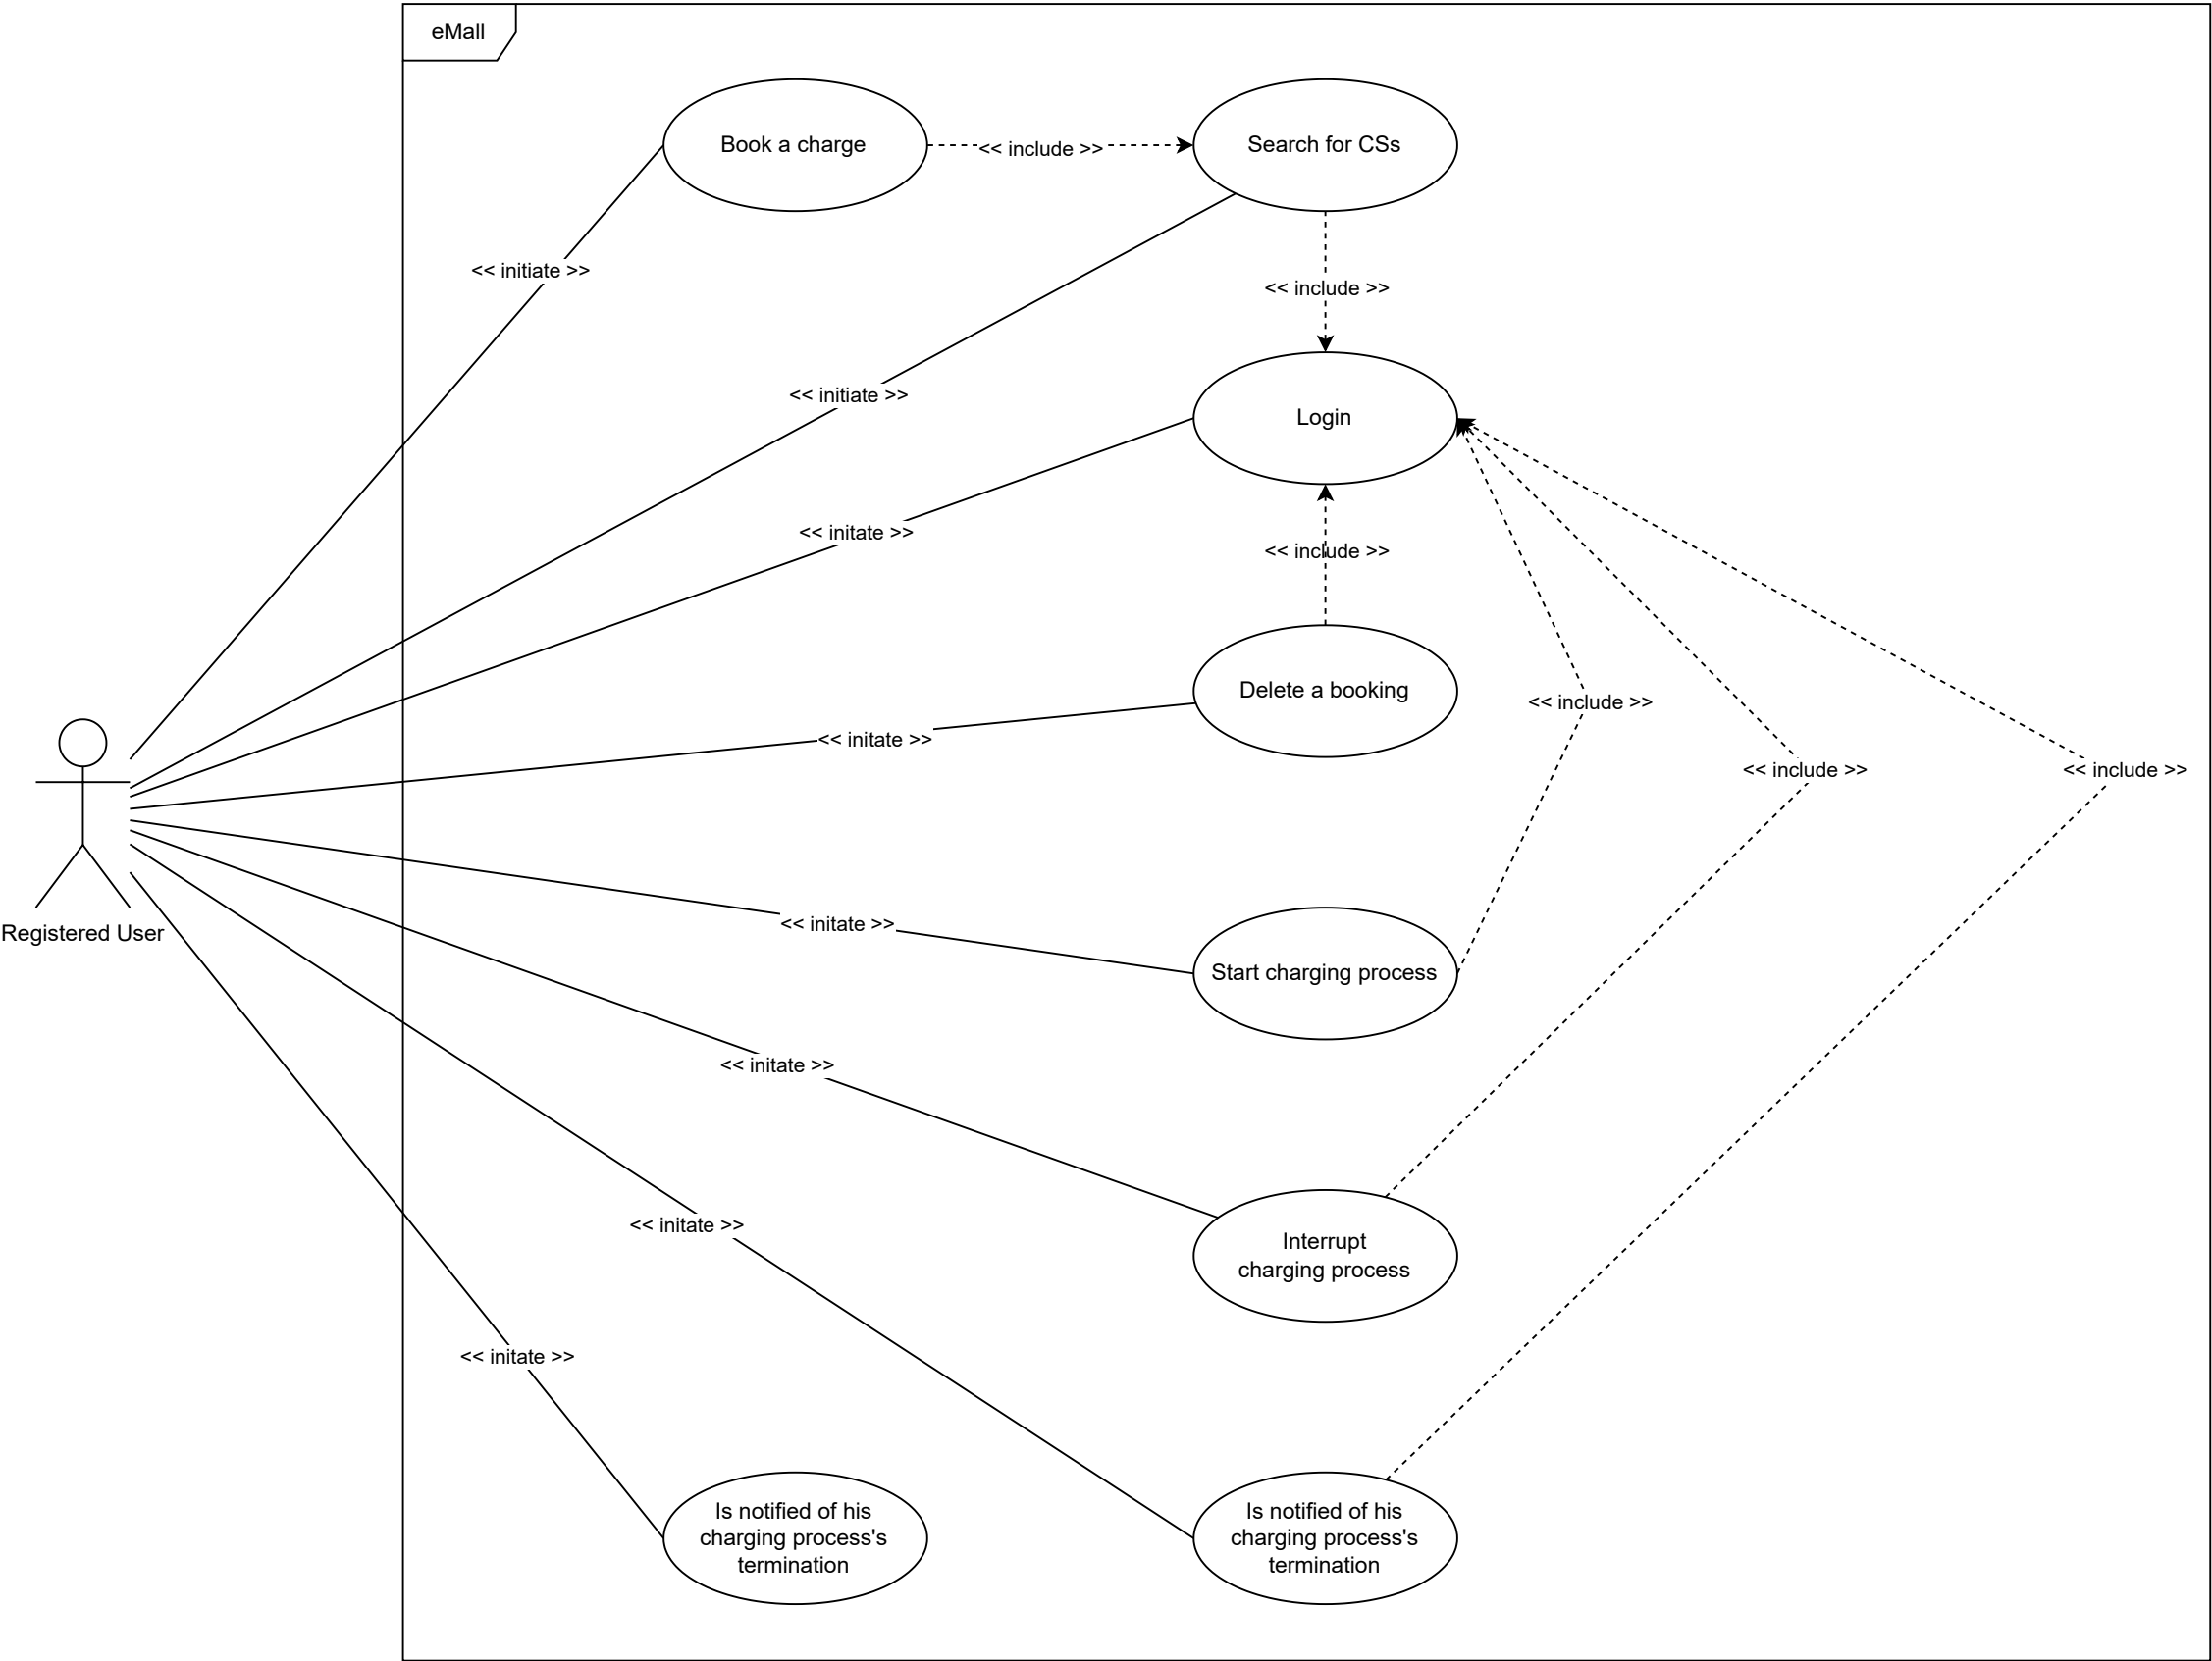 eMall
Book a charge
<< include >>
Search for CSs
<< initiate >>
<< include >>
<< initiate >>
Login
<< initate >>
<< include >>
Delete a booking
<< include >>
<< initate >>
<< include >>
<< include >>
Registered User
<< initate >>
Start charging process
<< initate >>
<< initate >>
Interrupt
charging process
<< initate >>
Is notified of his
charging process's
termination
Is notified of his
charging process's
termination